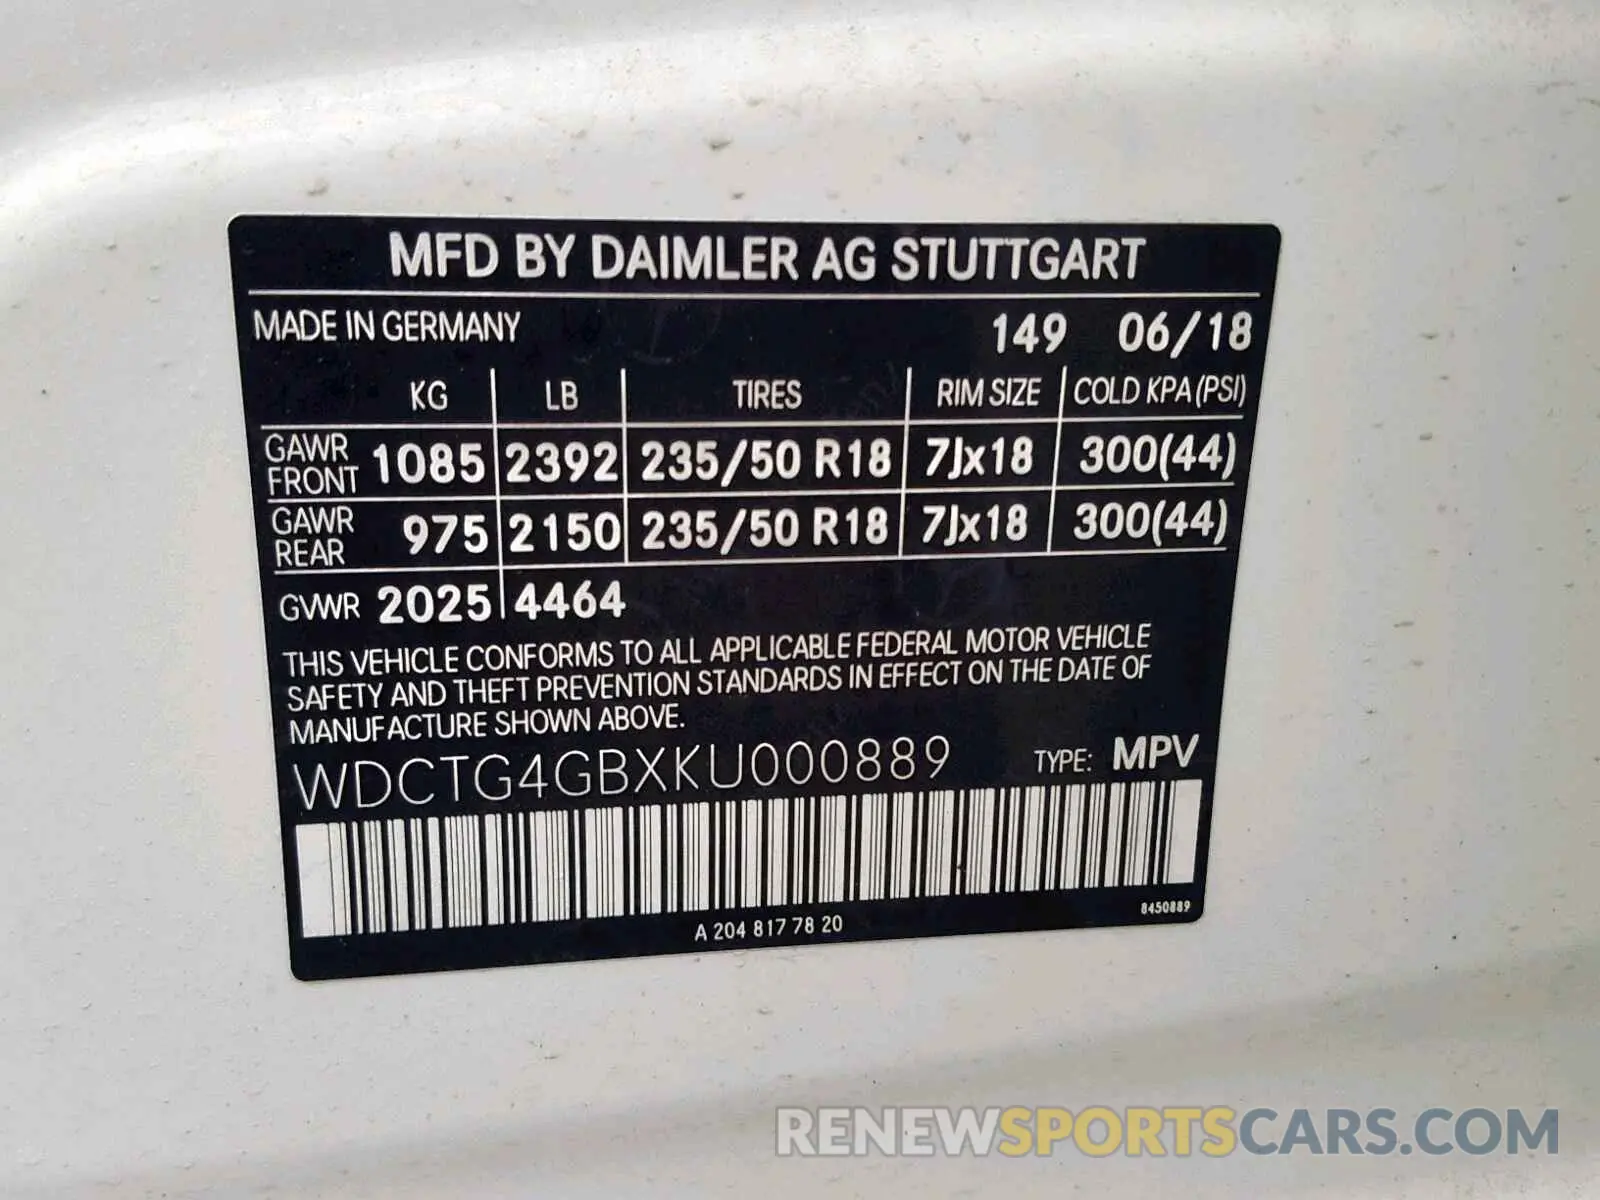 MFD BY DAIMLER AG STUTTGART
MADE IN GERMANY 149 06/18
KG LB TIRES RIM SIZE COLD KPA (PSI)
GAWR FRONT 1085 2392 235/50 R18 7Jx18 300(44)
GAWR REAR 975 2150 235/50 R18 7Jx18 300(44)
GVWR 2025 4464
THIS VEHICLE CONFORMS TO ALL APPLICABLE FEDERAL MOTOR VEHICLE
SAFETY AND THEFT PREVENTION STANDARDS IN EFFECT ON THE DATE OF
MANUFACTURE SHOWN ABOVE.
WDCTG4GBXKU000889 TYPE: MPV
A 204 817 78 20 8450889
RENEWSPORTSCARS.COM